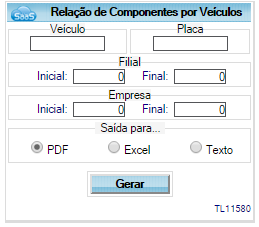 SaaS Relação de Componentes por Veículos
Veículo Placa
Filial
Inicial: 0 Final: 0
Empresa
Inicial: 0 Final: 0
Saída para...
PDF Excel Texto
Gerar
TL11580